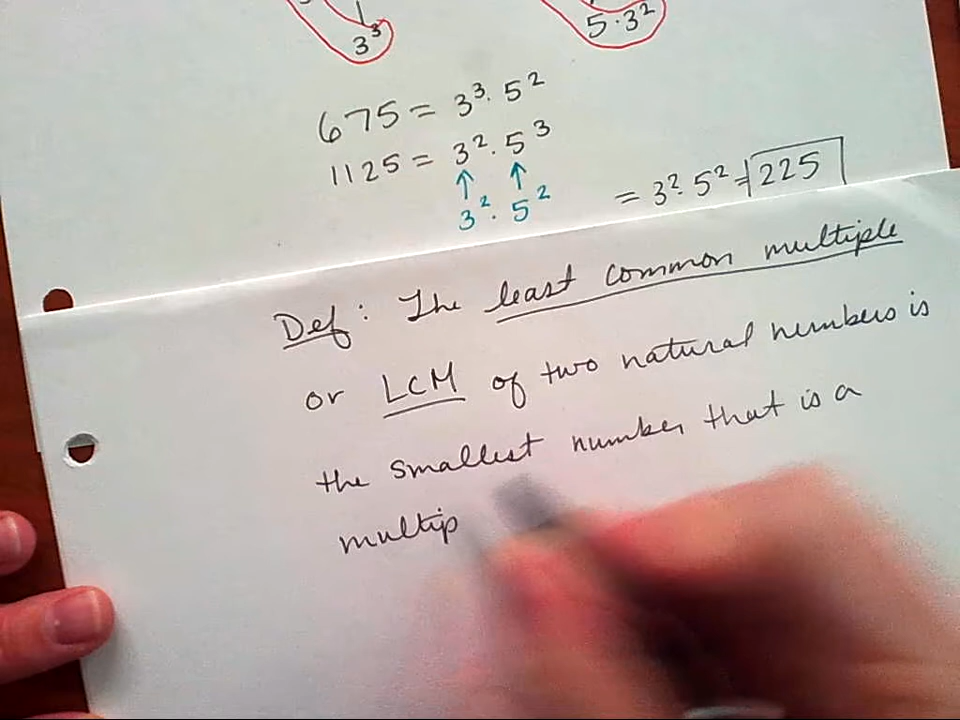 3³
5 · 3²
675 = 3³ · 5²
1125 = 3² · 5³
↑ ↑
3² · 5²
= 3² · 5² = 225
Def : The least common multiple
or LCM of two natural numbers is
the smallest number that is a
multip